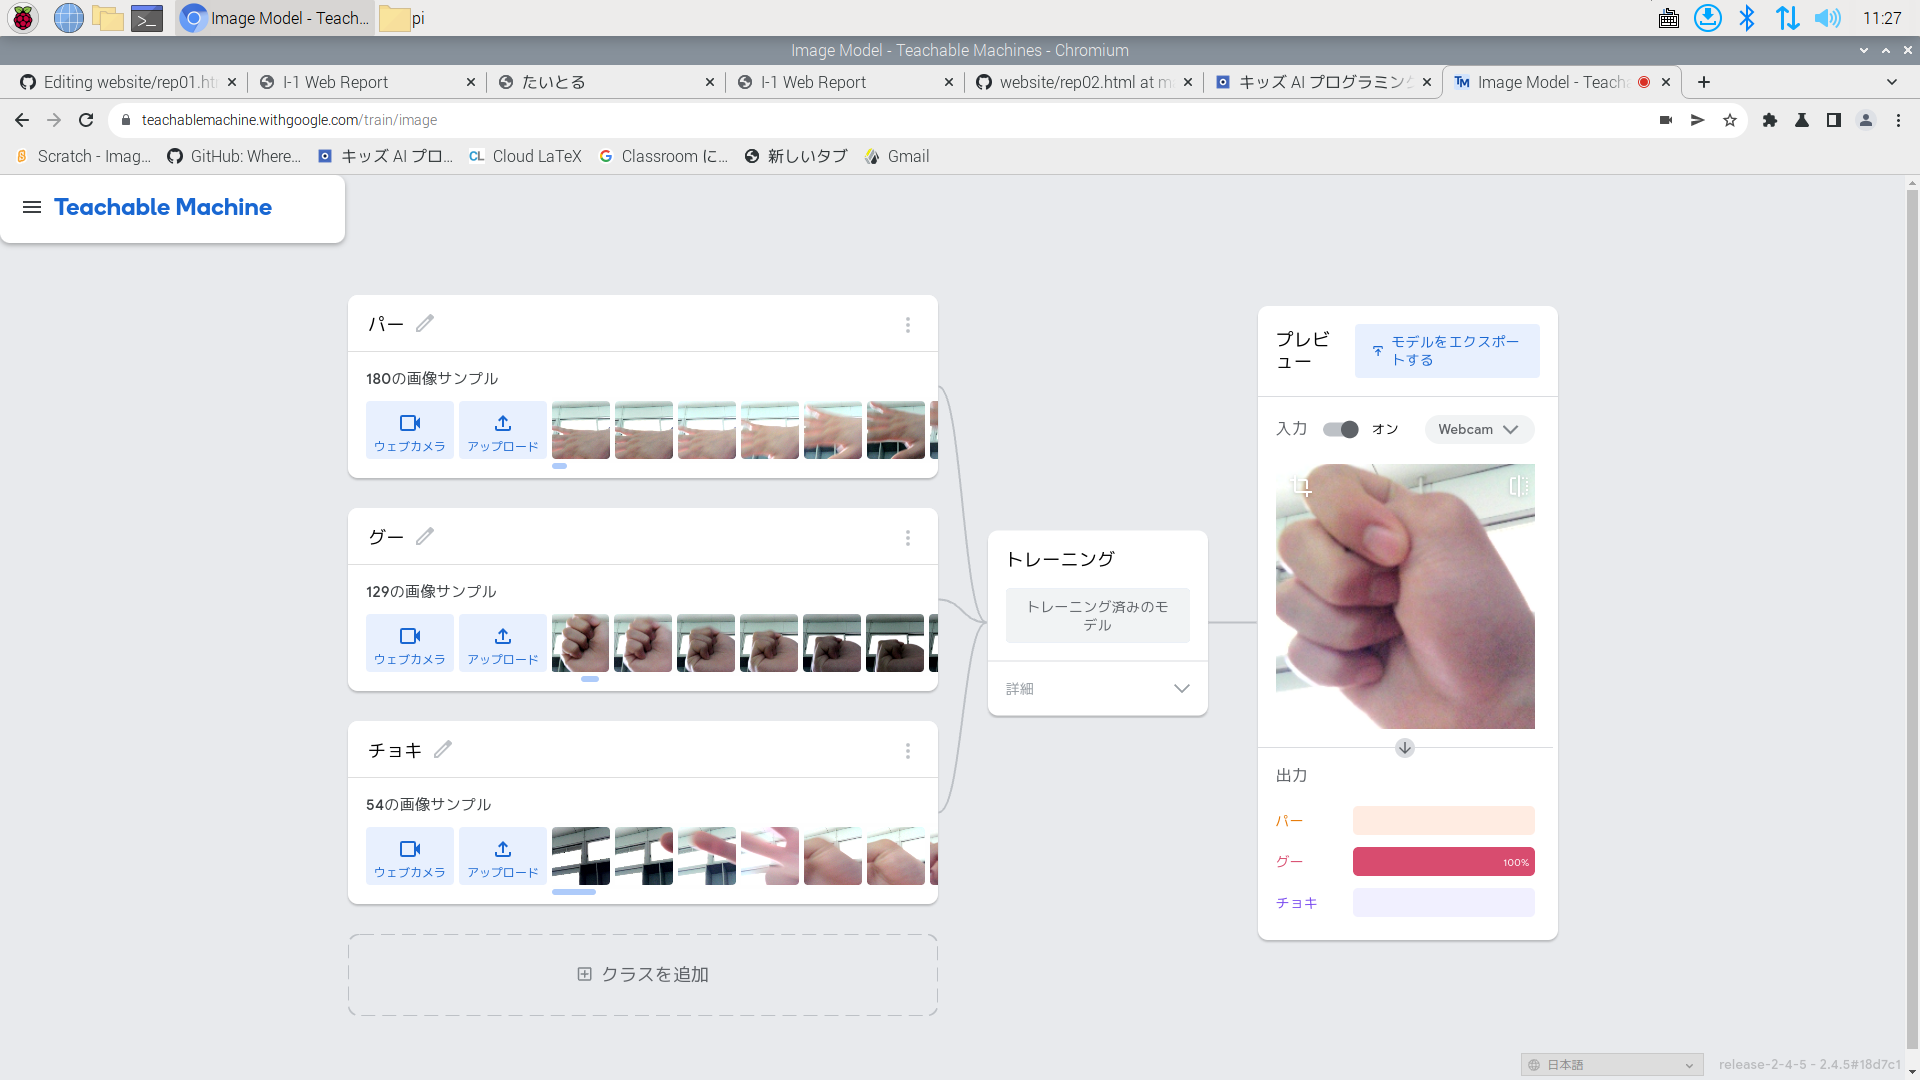 Image Model - Teach...
pi
11:27
Image Model - Teachable Machines - Chromium
Editing website/rep01.ht
I-1 Web Report
たいとる
I-1 Web Report
website/rep02.html at m
キッズ AI プログラミング
Image Model - Teach
teachablemachine.withgoogle.com/train/image
Scratch - Imag...
GitHub: Where...
キッズ AI プロ...
CL Cloud LaTeX
Classroom に...
新しいタブ
Gmail
Teachable Machine
パー
180の画像サンプル
ウェブカメラ
アップロード
グー
129の画像サンプル
ウェブカメラ
アップロード
チョキ
54の画像サンプル
ウェブカメラ
アップロード
クラスを追加
トレーニング
トレーニング済みのモ
デル
詳細
プレビ
ュー
モデルをエクスポー
トする
入力
オン
Webcam
出力
パー
グー
100%
チョキ
日本語
release-2-4-5 - 2.4.5#18d7c1